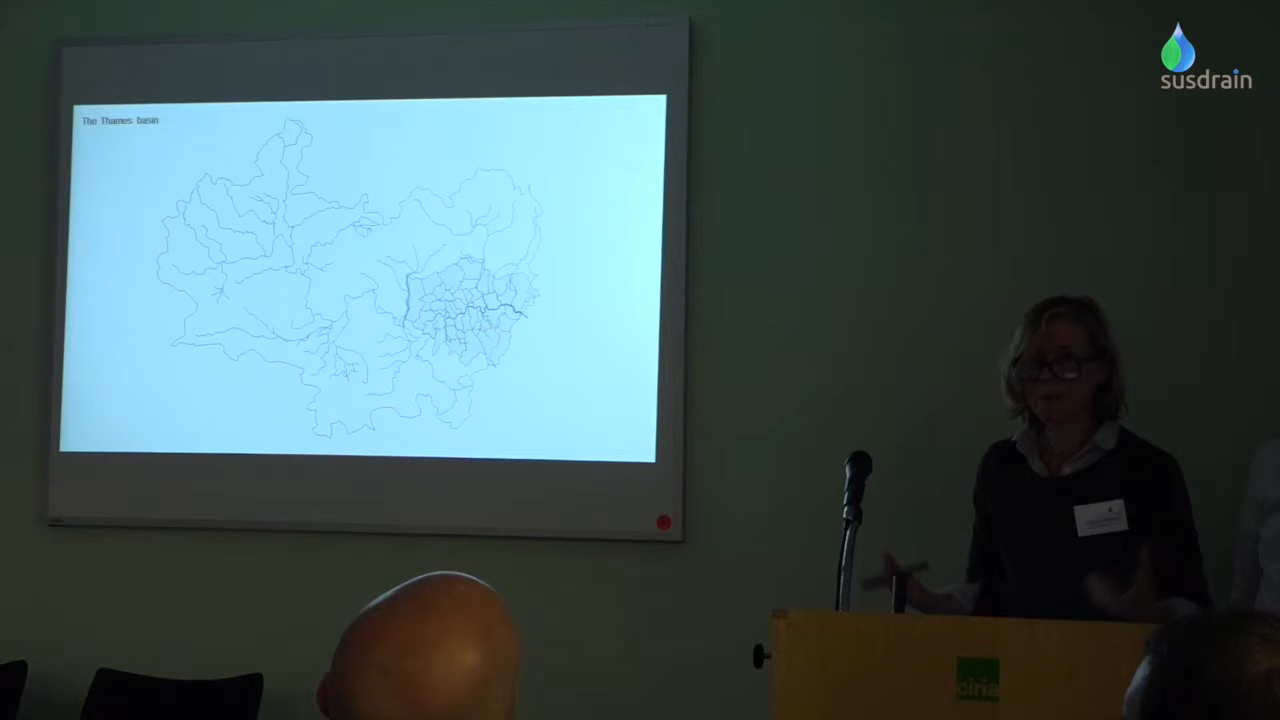 The Thames basin
susdrain
ciria